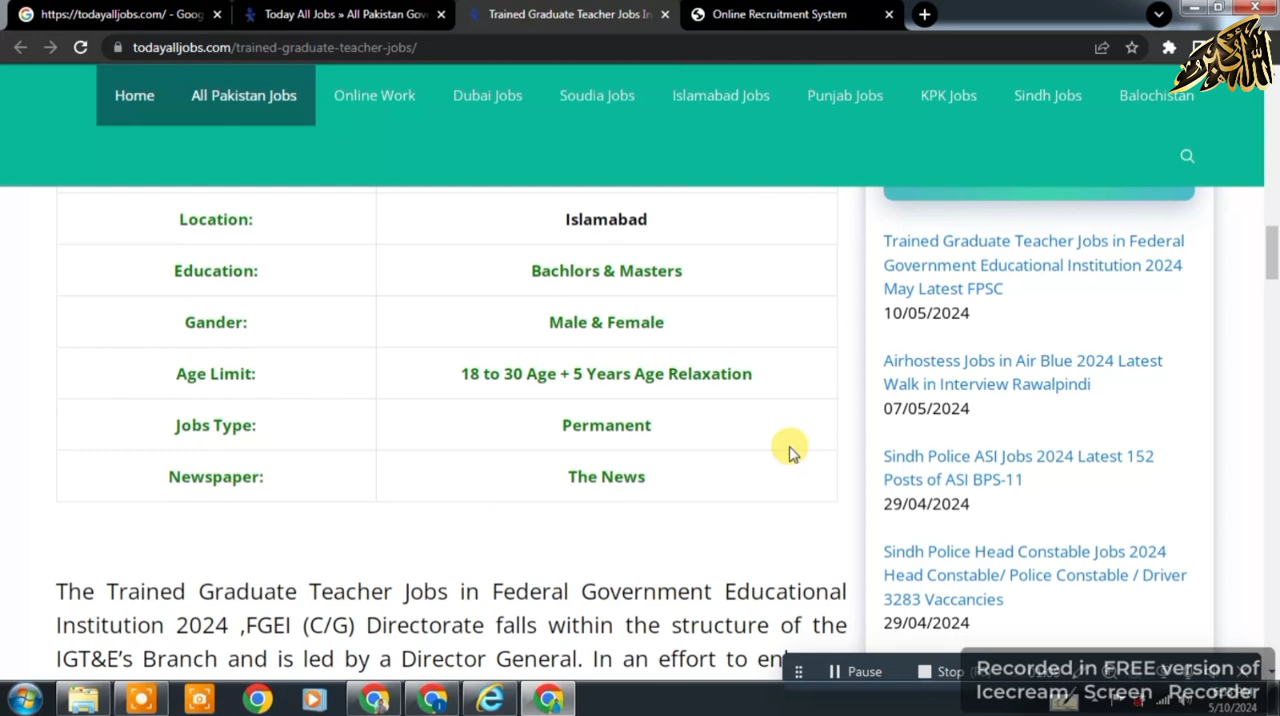 https://todayalljobs.com/ - Goog
Today All Jobs » All Pakistan Gov
Trained Graduate Teacher Jobs In
Online Recruitment System
todayalljobs.com/trained-graduate-teacher-jobs/
الله اكبر
Home
All Pakistan Jobs
Online Work
Dubai Jobs
Soudia Jobs
Islamabad Jobs
Punjab Jobs
KPK Jobs
Sindh Jobs
Balochistan
Location:
Islamabad
Education:
Bachlors & Masters
Gander:
Male & Female
Age Limit:
18 to 30 Age + 5 Years Age Relaxation
Jobs Type:
Permanent
Newspaper:
The News
The Trained Graduate Teacher Jobs in Federal Government Educational
Institution 2024 ,FGEI (C/G) Directorate falls within the structure of the
IGT&E's Branch and is led by a Director General. In an effort to
Trained Graduate Teacher Jobs in Federal
Government Educational Institution 2024
May Latest FPSC
10/05/2024
Airhostess Jobs in Air Blue 2024 Latest
Walk in Interview Rawalpindi
07/05/2024
Sindh Police ASI Jobs 2024 Latest 152
Posts of ASI BPS-11
29/04/2024
Sindh Police Head Constable Jobs 2024
Head Constable/ Police Constable / Driver
3283 Vaccancies
29/04/2024
Pause
Stop
Recorded in FREE version of
Icecream Screen Recorder
5/10/2024